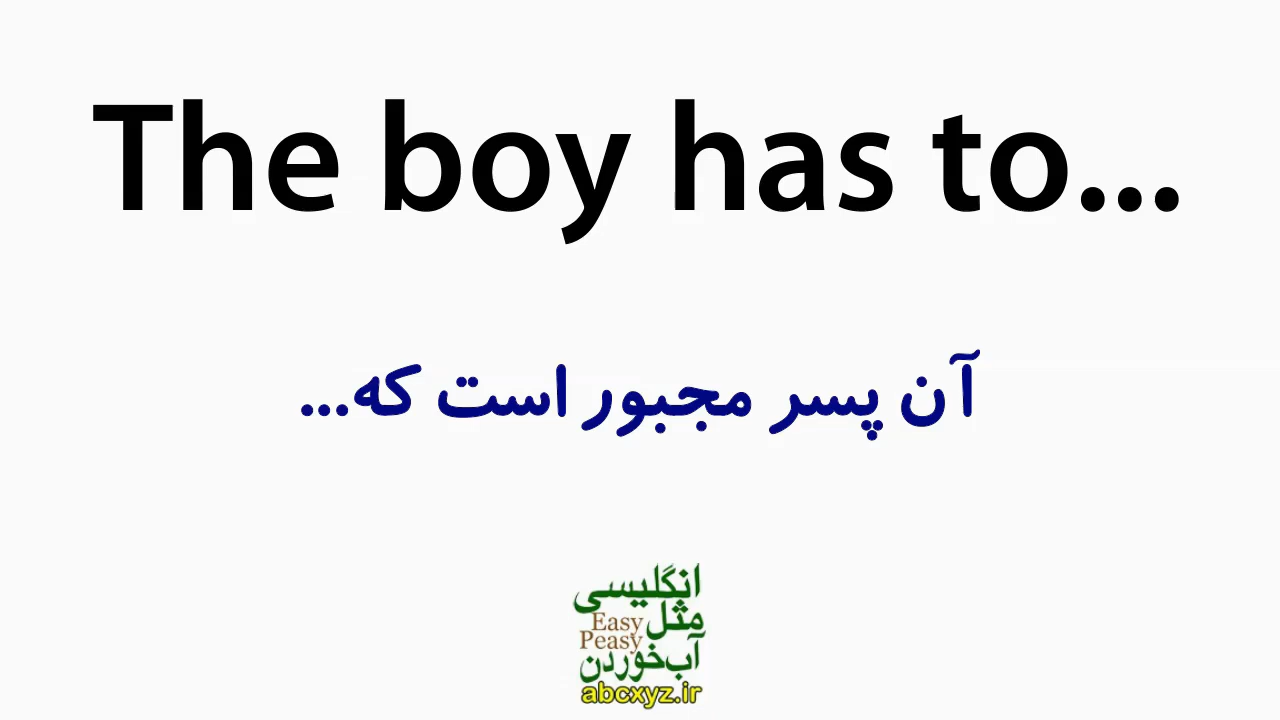 The boy has to...
آن پسر مجبور است که...
انگلیسی
مثل
Easy
Peasy
آب‌خوردن
abcxyz.ir